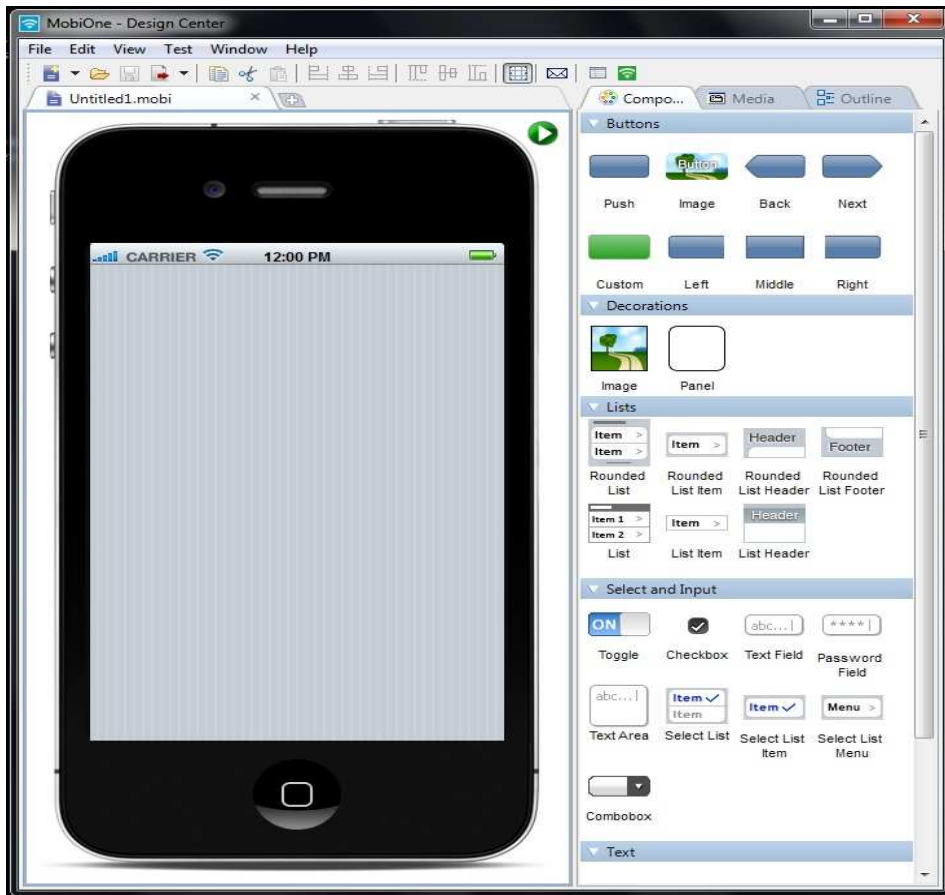 MobiOne - Design Center
File Edit View Test Window Help
Untitled1.mobi
Compo... Media Outline
CARRIER 12:00 PM
Buttons
Button
Push Image Back Next
Custom Left Middle Right
Decorations
Image Panel
Lists
Item >
Item >
Item >
Header
Footer
Rounded List
Rounded List Item
Rounded List Header
Rounded List Footer
Item 1 >
Item 2 >
Item >
Header
List List Item List Header
Select and Input
ON
abc...|
****|
Toggle Checkbox Text Field Password Field
abc...|
Item ✓
Item
Item ✓
Menu >
Text Area Select List Select List Item Select List Menu
Combobox
Text